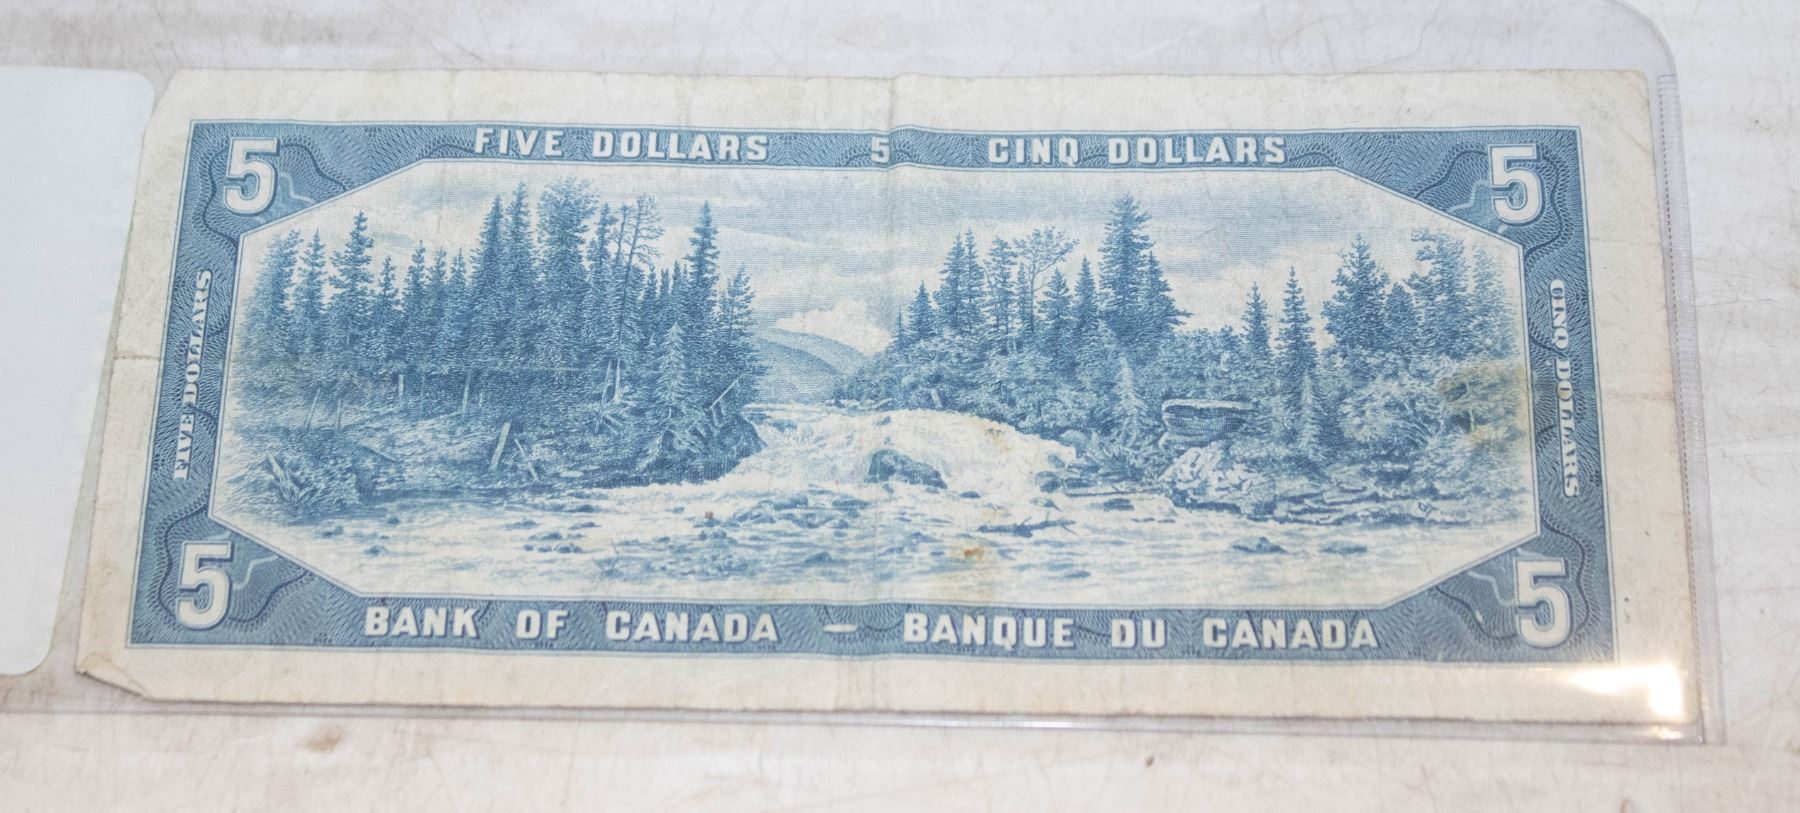 FIVE DOLLARS 5 CINQ DOLLARS
5 5
FIVE DOLLARS
CINQ DOLLARS
5 5
BANK OF CANADA – BANQUE DU CANADA